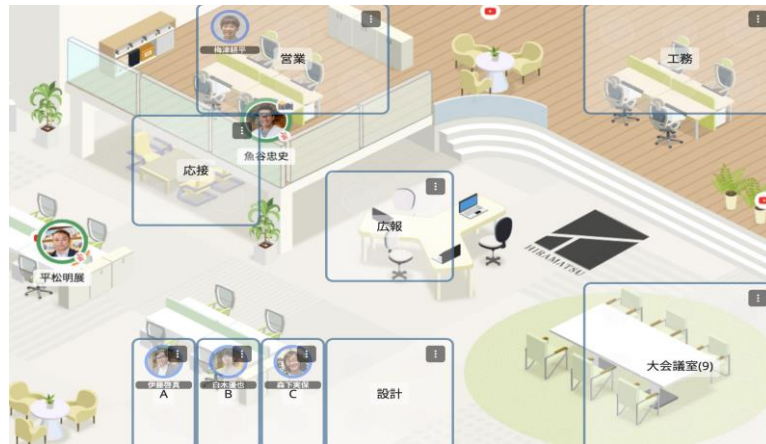 梅津耕平
営業
工務
魚谷忠史
応接
広報
HIRAMATSU
平松明展
伊藤啓真
白木優也
森下実保
A
B
C
設計
大会議室(9)